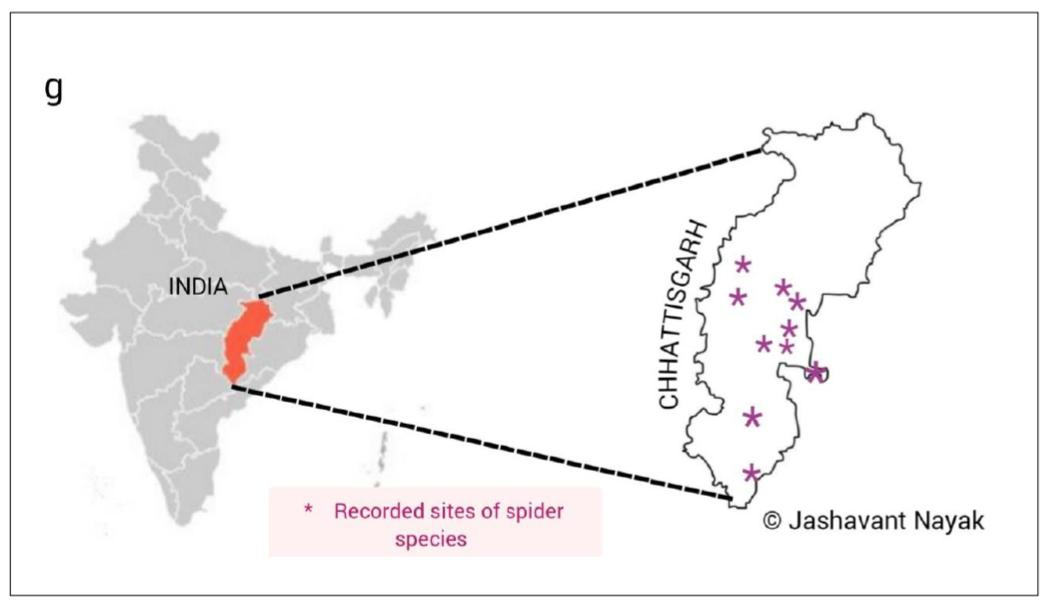 g
INDIA
CHHATTISGARH
* Recorded sites of spider
species
© Jashavant Nayak